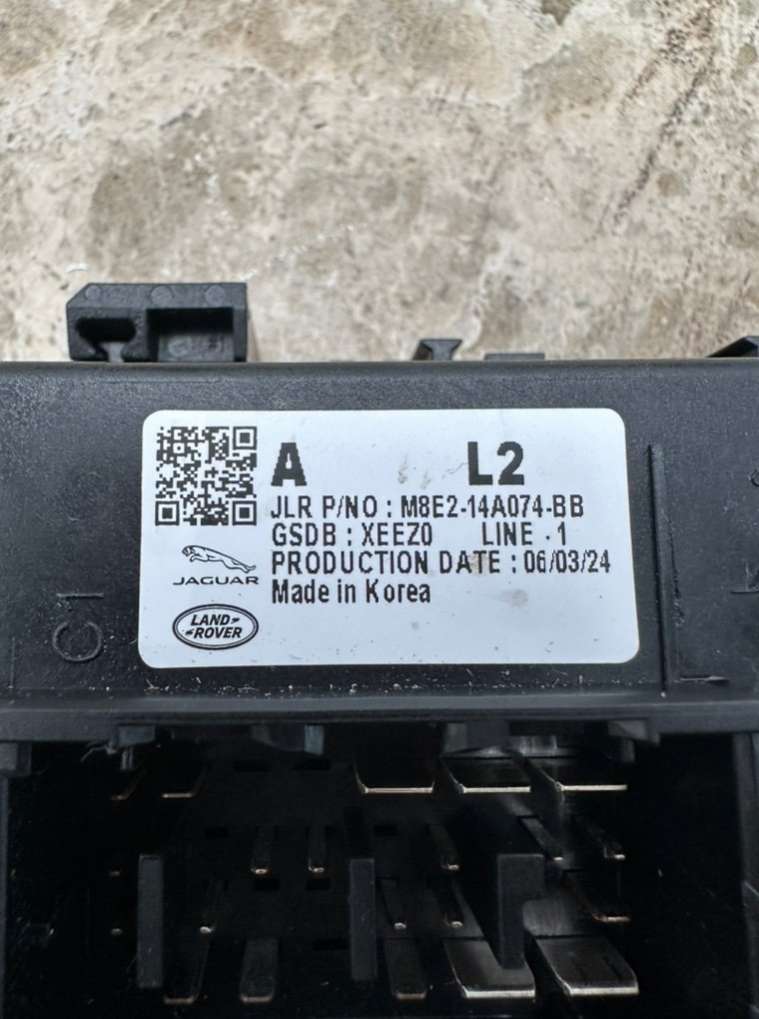 A L2
JLR P/NO : M8E2-14A074-BB
GSDB : XEEZ0 LINE · 1
PRODUCTION DATE : 06/03/24
Made in Korea
JAGUAR
LAND
ROVER
C1